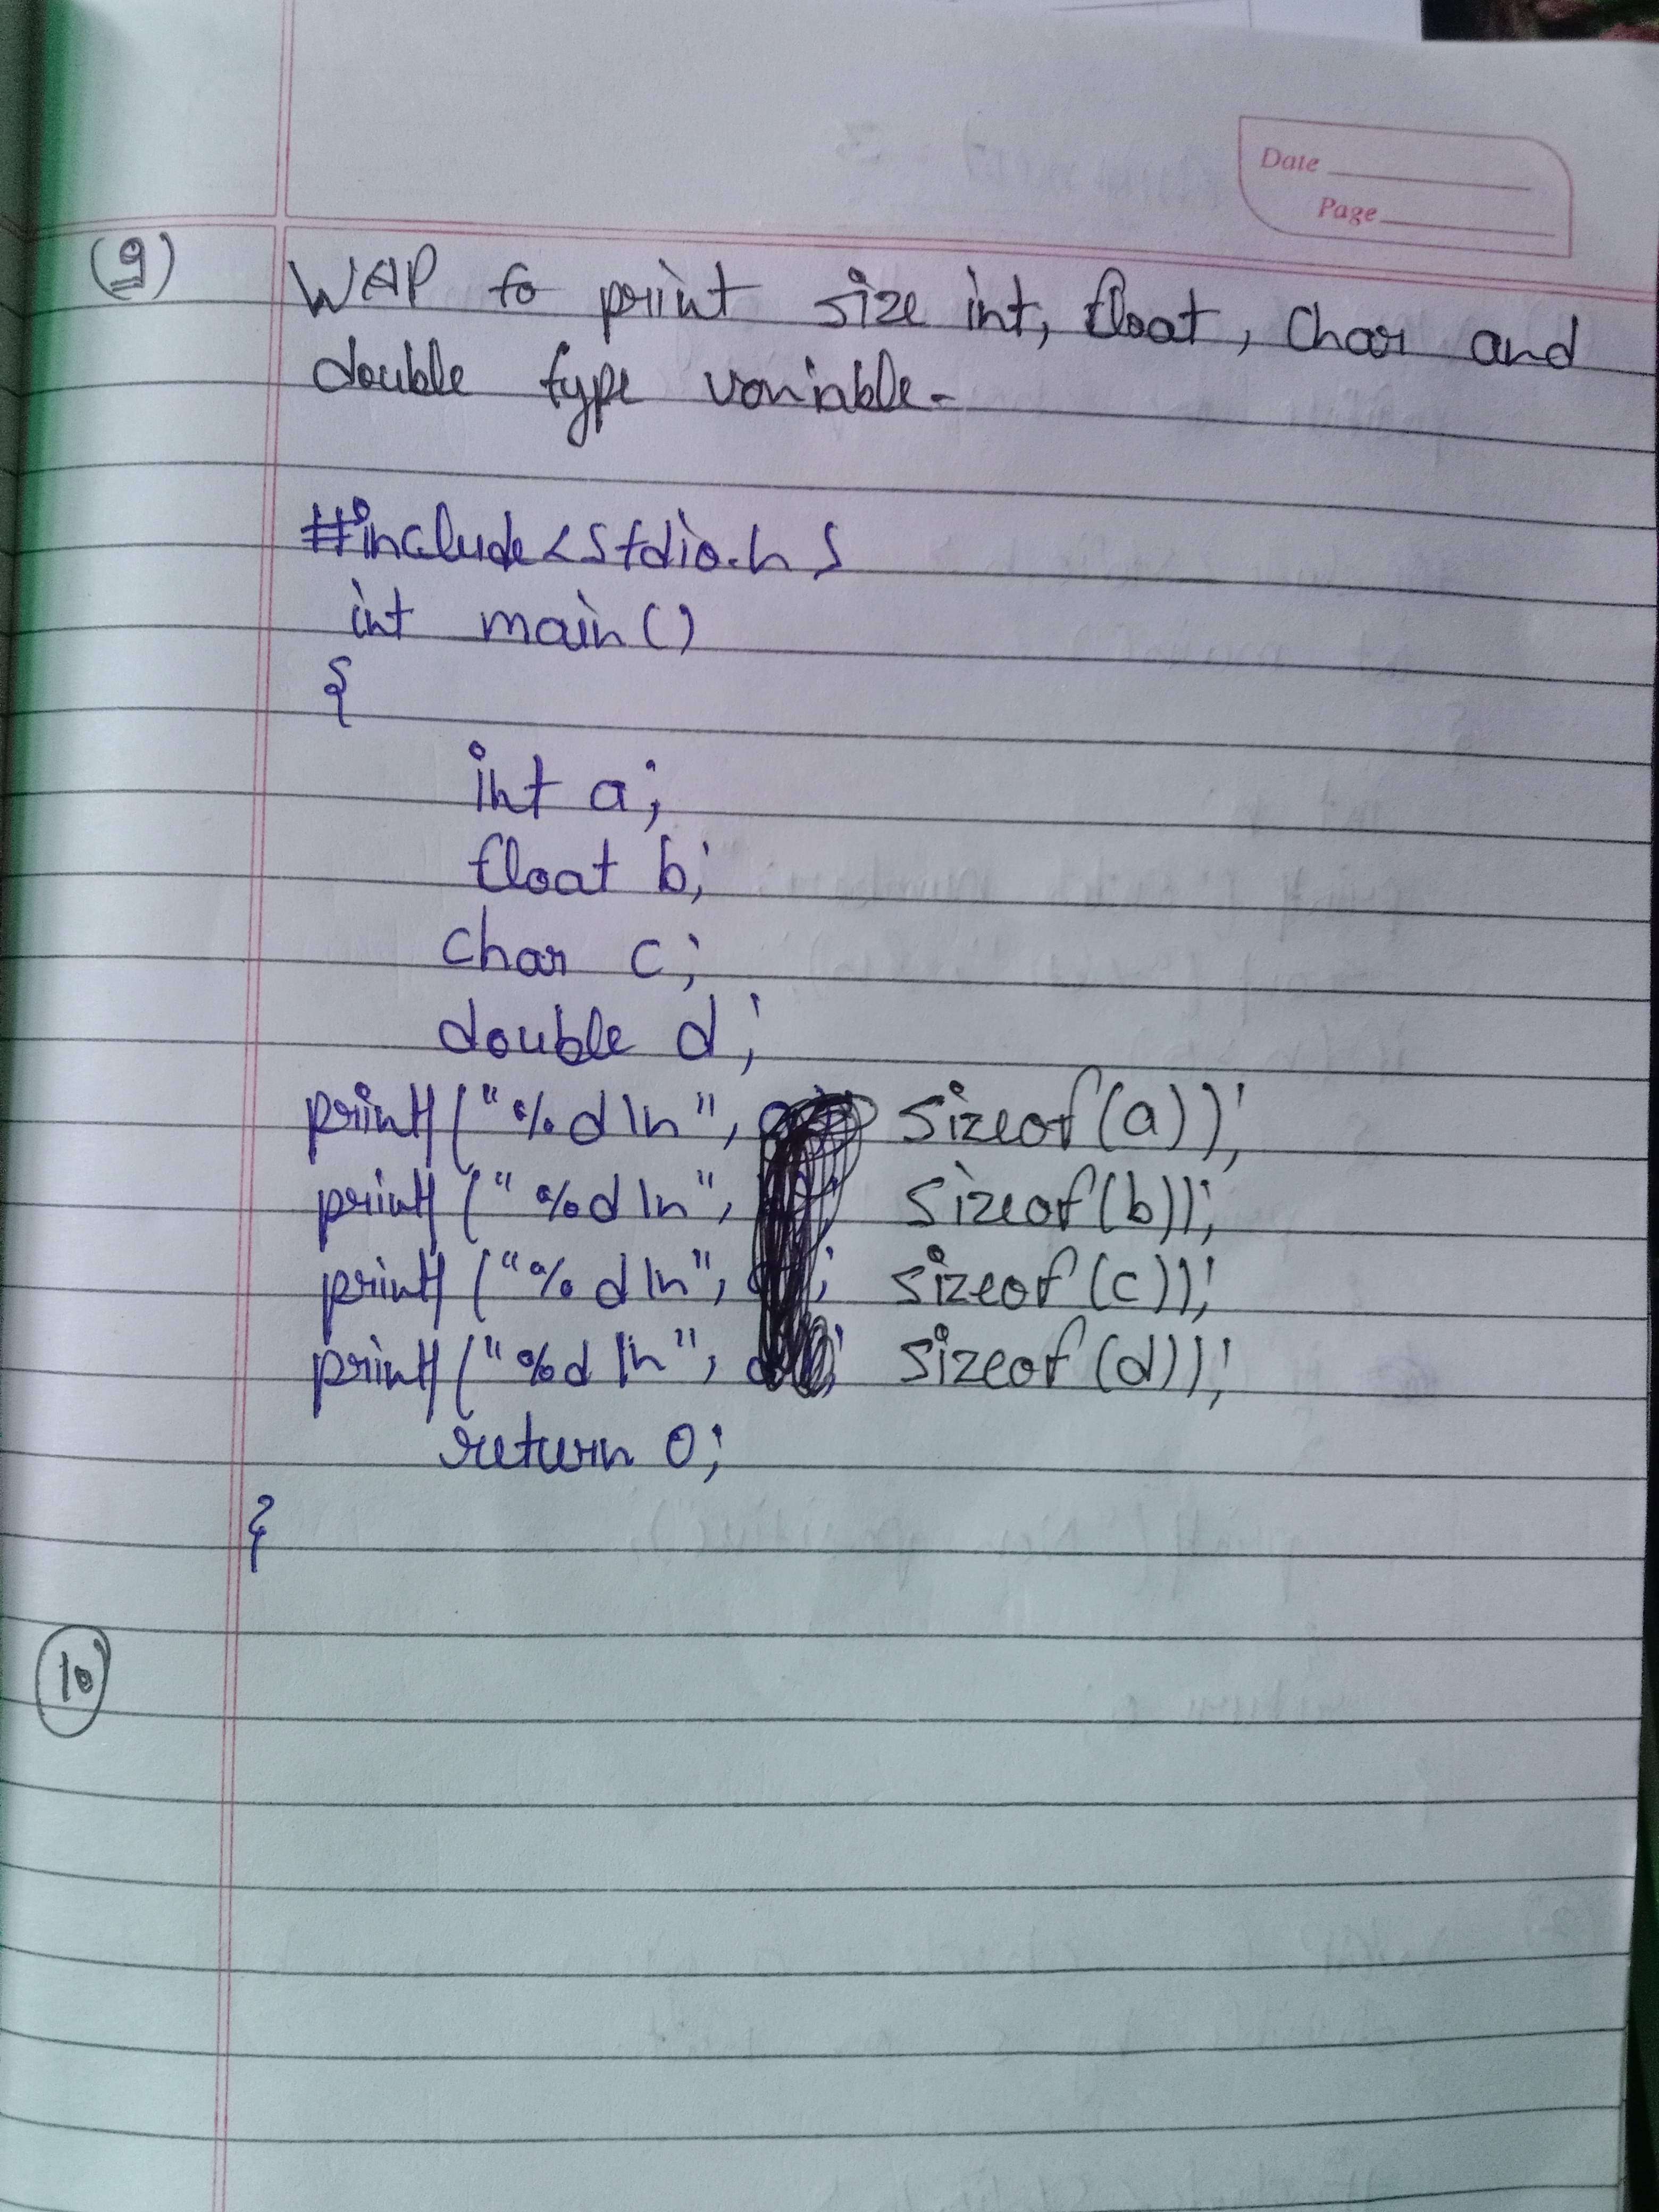 Date
Page
(9) WAP to print size int, float, char and
double type variable.
#include<stdio.h>
int main()
{
int a;
float b;
char c;
double d;
printf("%d\n", sizeof(a));
printf("%d\n", sizeof(b));
printf("%d\n", sizeof(c));
printf("%d\n", sizeof(d));
return 0;
}
10